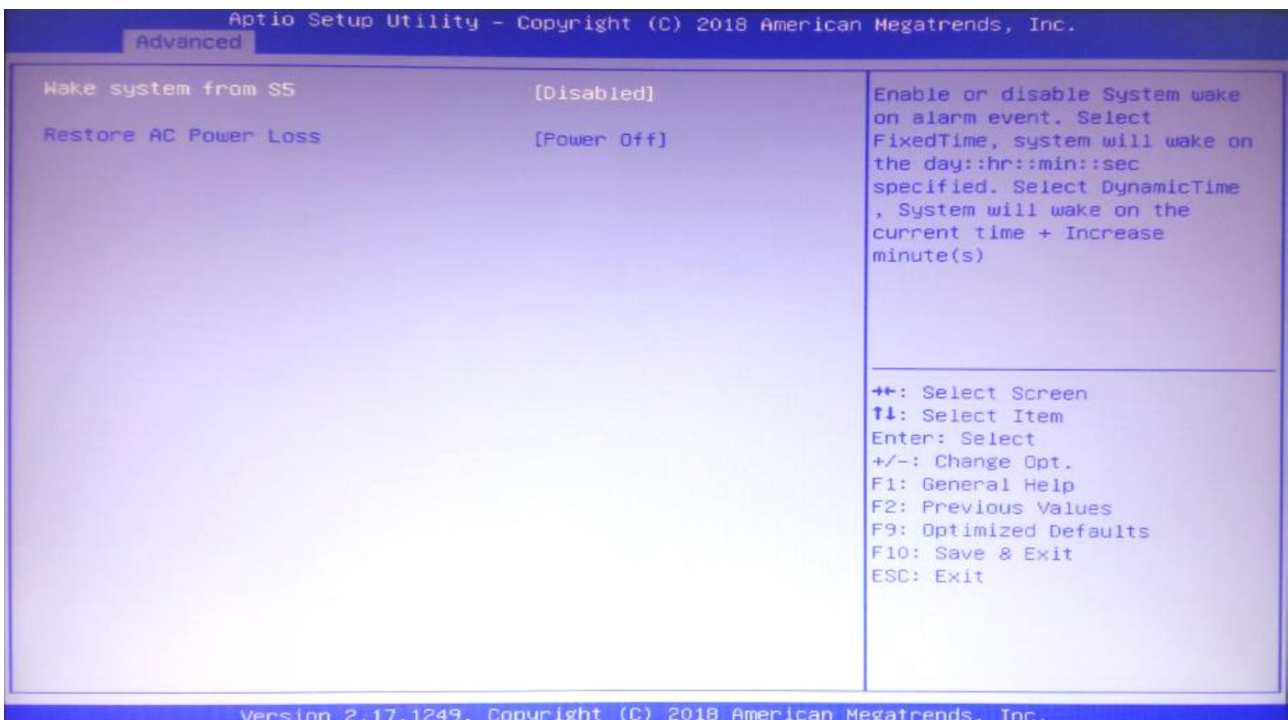 Aptio Setup Utility - Copyright (C) 2018 American Megatrends, Inc.
Advanced
Wake system from S5 [Disabled]
Restore AC Power Loss [Power Off]
Enable or disable System wake
on alarm event. Select
FixedTime, system will wake on
the day::hr::min::sec
specified. Select DynamicTime
, System will wake on the
current time + Increase
minute(s)
→←: Select Screen
↑↓: Select Item
Enter: Select
+/-: Change Opt.
F1: General Help
F2: Previous Values
F9: Optimized Defaults
F10: Save & Exit
ESC: Exit
Version 2.17.1249. Copyright (C) 2018 American Megatrends, Inc.